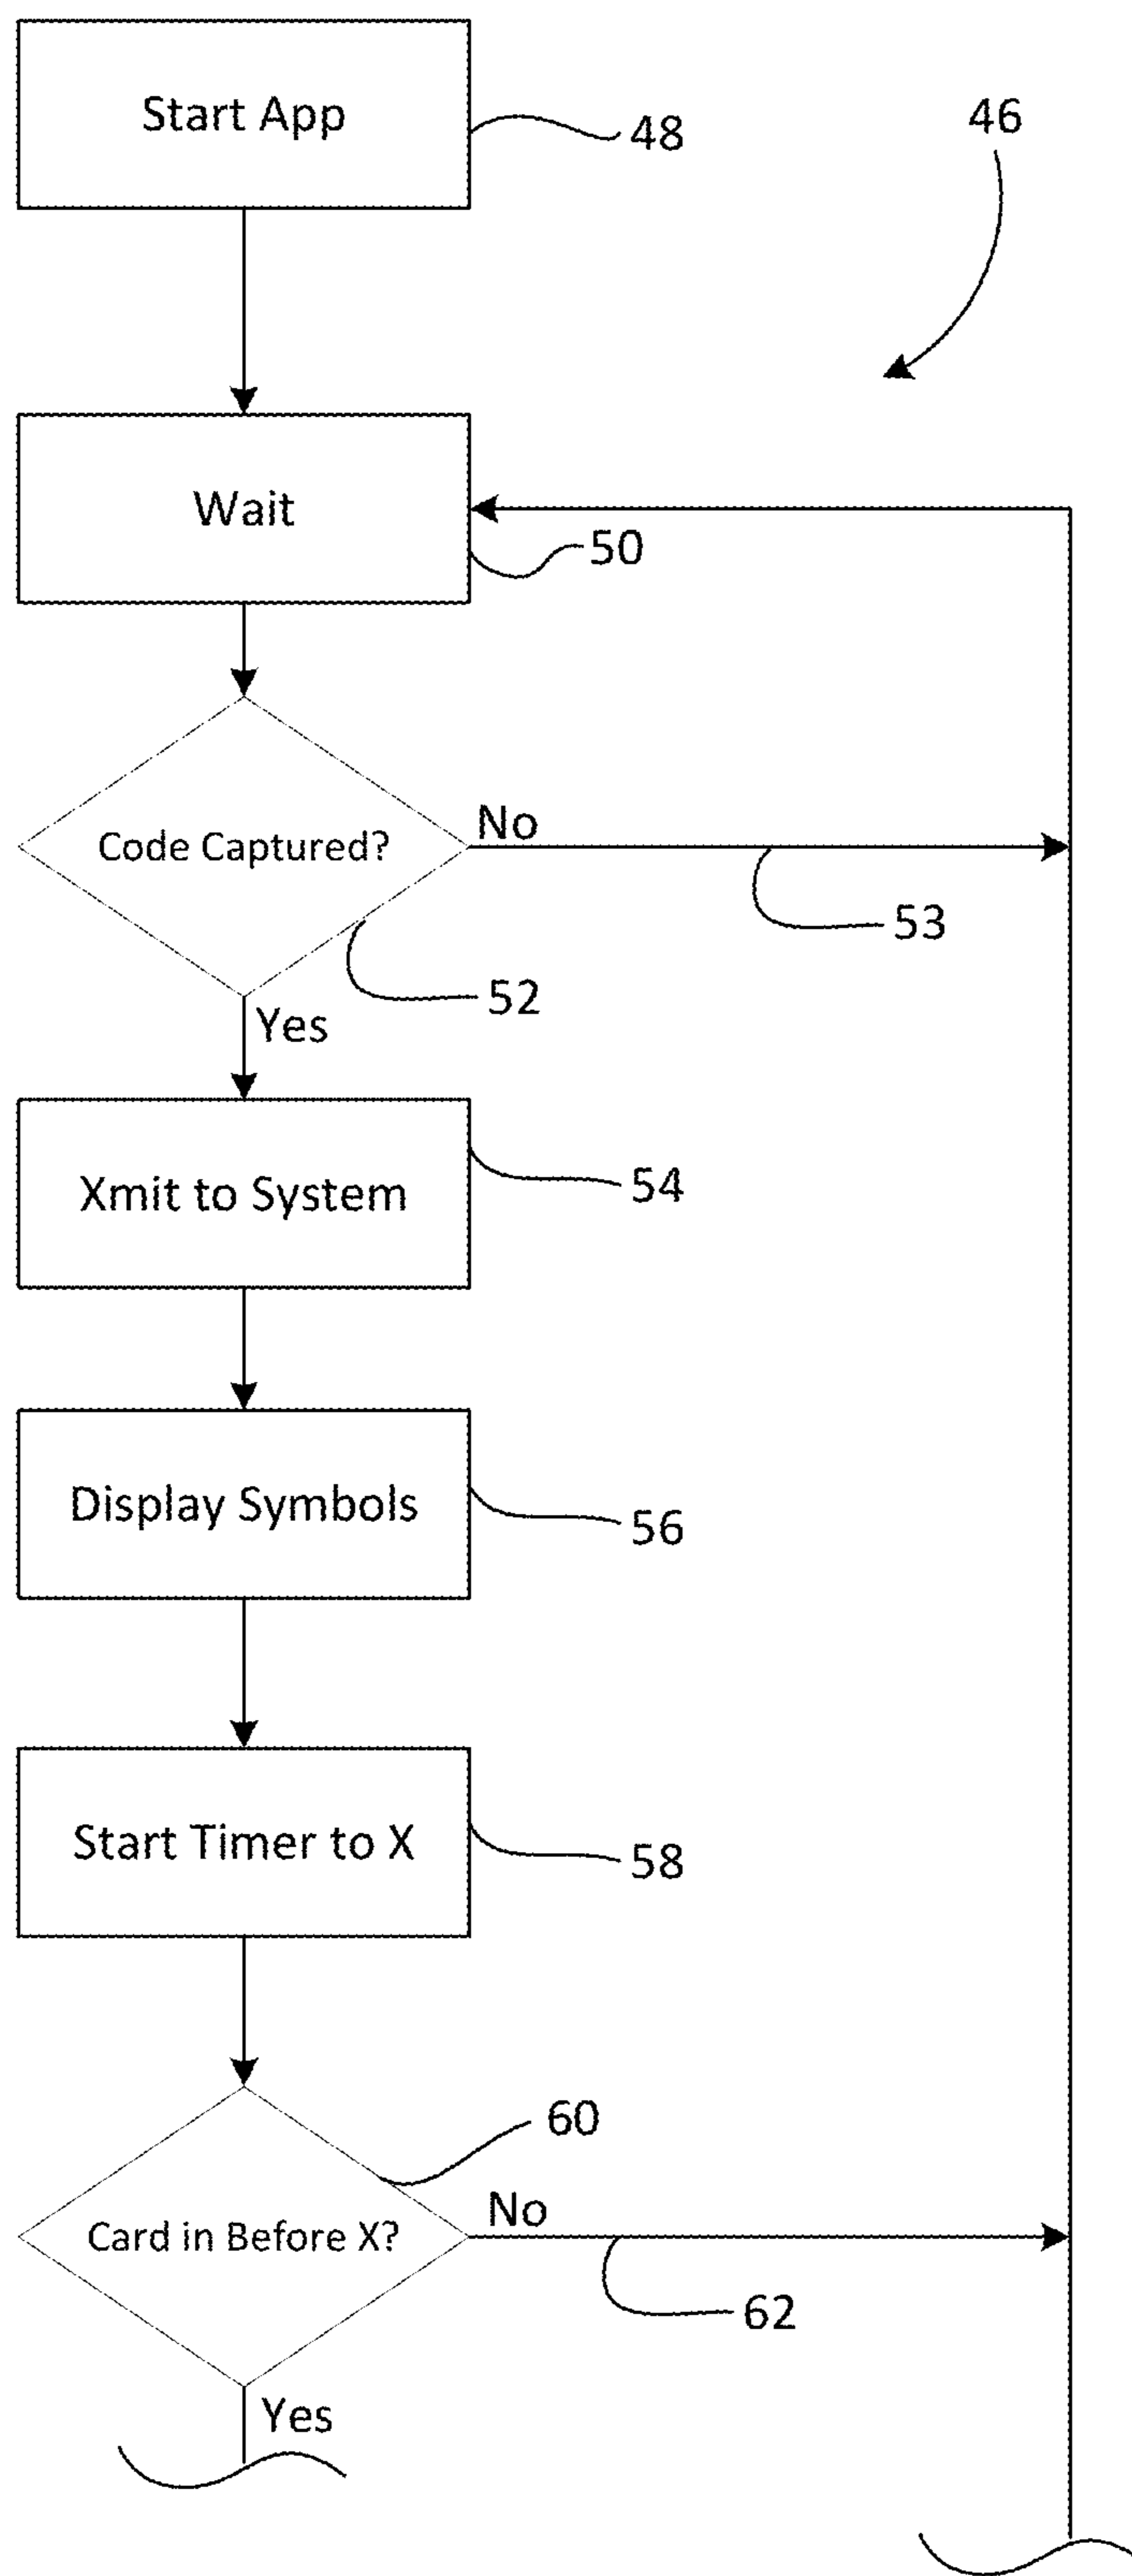 Start App
48
46
Wait
50
Code Captured?
No
53
52
Yes
Xmit to System
54
Display Symbols
56
Start Timer to X
58
60
Card in Before X?
No
62
Yes